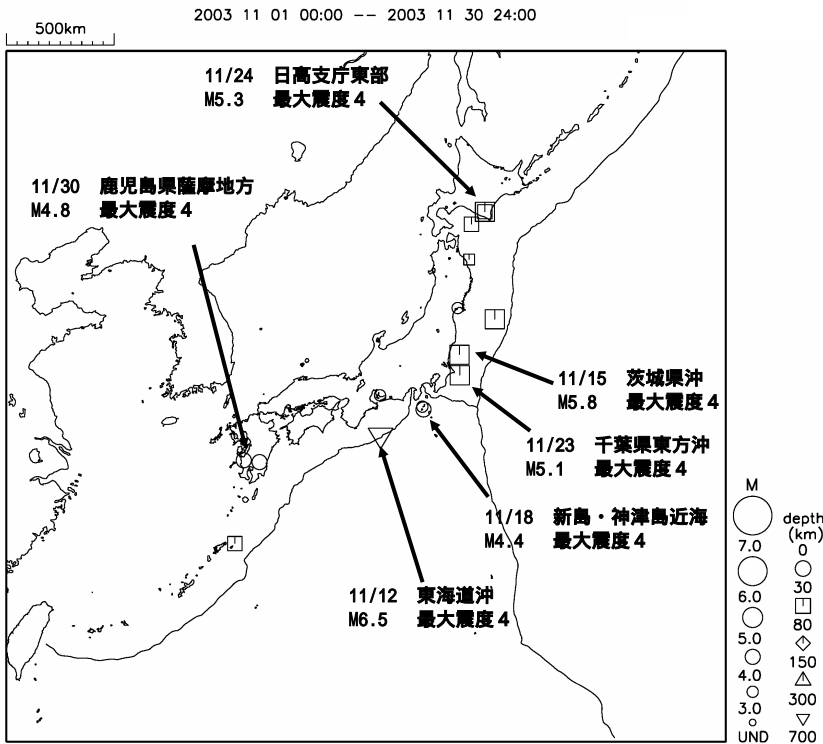 2003 11 01 00:00 -- 2003 11 30 24:00
500km
11/24 日高支庁東部
M5.3 最大震度４
11/30 鹿児島県薩摩地方
M4.8 最大震度４
11/15 茨城県沖
M5.8 最大震度４
11/23 千葉県東方沖
M5.1 最大震度４
11/18 新島・神津島近海
M4.4 最大震度４
11/12 東海道沖
M6.5 最大震度４
M
7.0
6.0
5.0
4.0
3.0
UND
depth
(km)
0
30
80
150
300
700